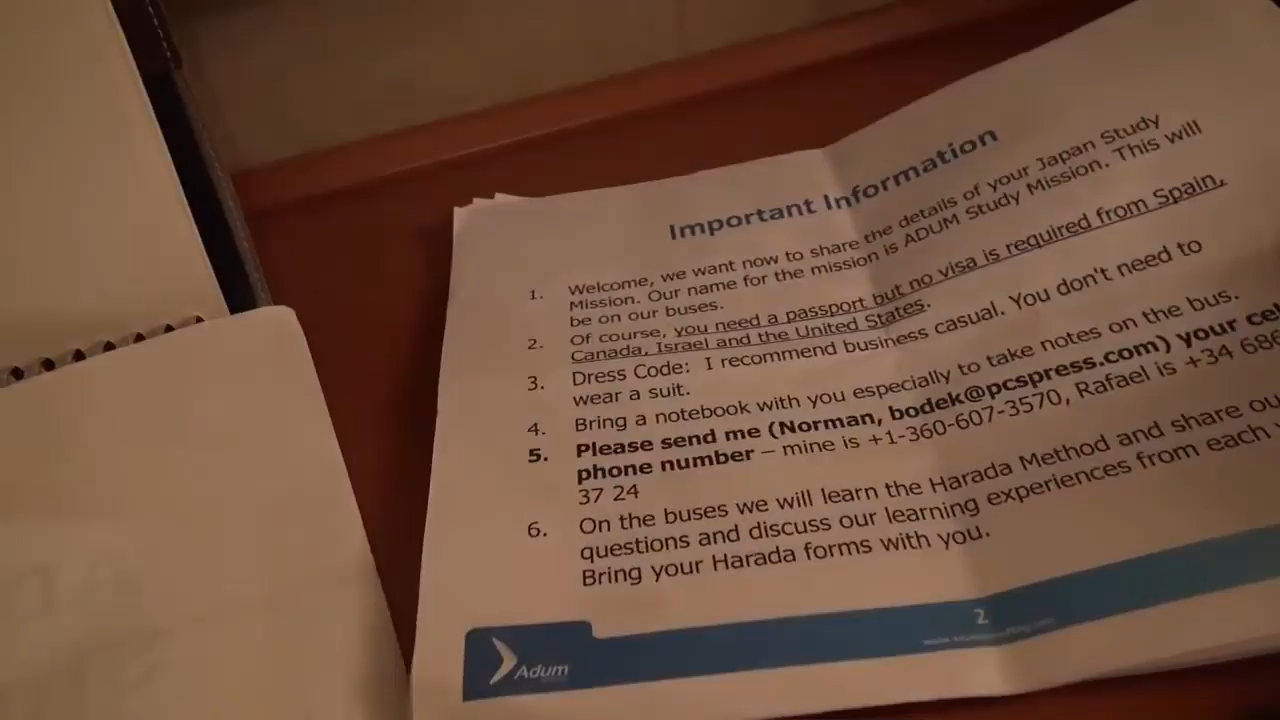 Important Information
1. Welcome, we want now to share the details of your Japan Study
Mission. Our name for the mission is ADUM Study Mission. This will
be on our buses.
2. Of course, you need a passport but no visa is required from Spain,
Canada, Israel and the United States.
3. Dress Code: I recommend business casual. You don't need to
wear a suit.
4. Bring a notebook with you especially to take notes on the bus.
5. Please send me (Norman, bodek@pcspress.com) your cel
phone number – mine is +1-360-607-3570, Rafael is +34 686
37 24
6. On the buses we will learn the Harada Method and share ou
questions and discuss our learning experiences from each
Bring your Harada forms with you.
2
Adum